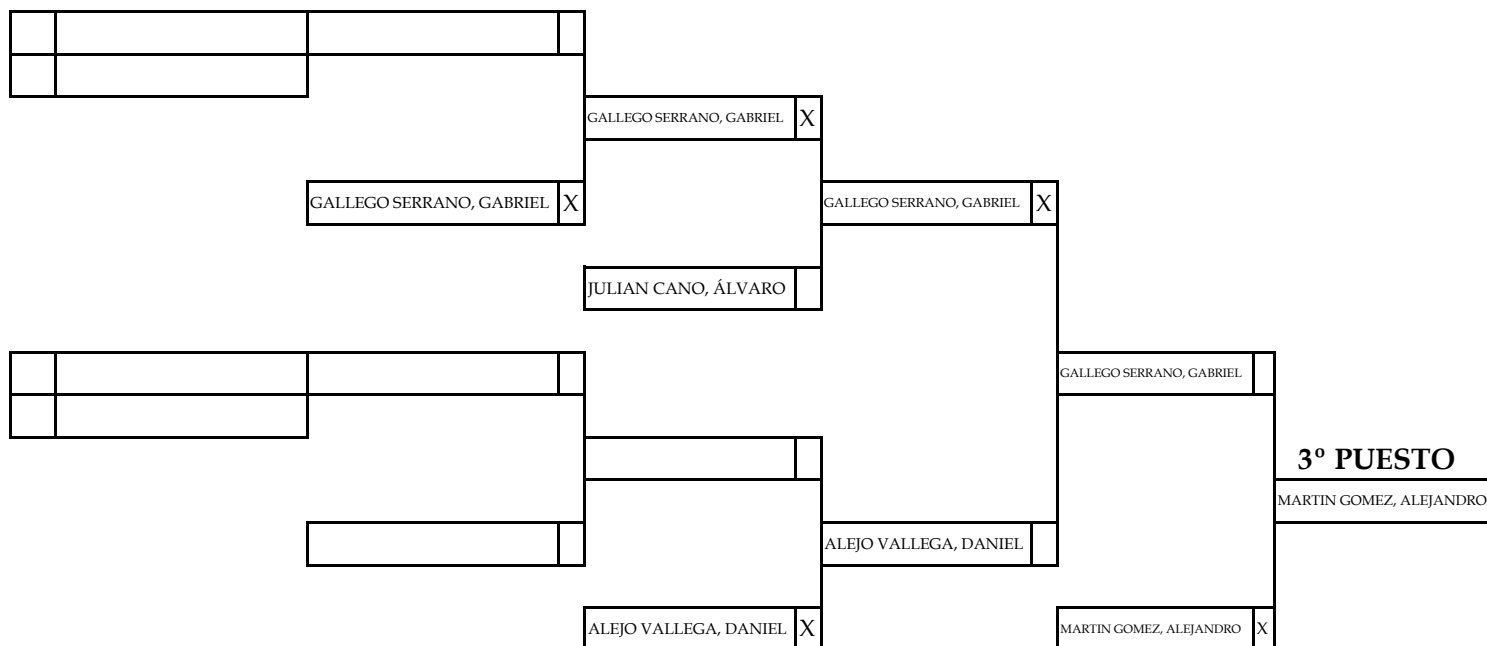 GALLEGO SERRANO, GABRIEL X
GALLEGO SERRANO, GABRIEL X
GALLEGO SERRANO, GABRIEL X
JULIAN CANO, ÁLVARO
GALLEGO SERRANO, GABRIEL
3º PUESTO
MARTIN GOMEZ, ALEJANDRO
ALEJO VALLEGA, DANIEL
ALEJO VALLEGA, DANIEL X
MARTIN GOMEZ, ALEJANDRO X